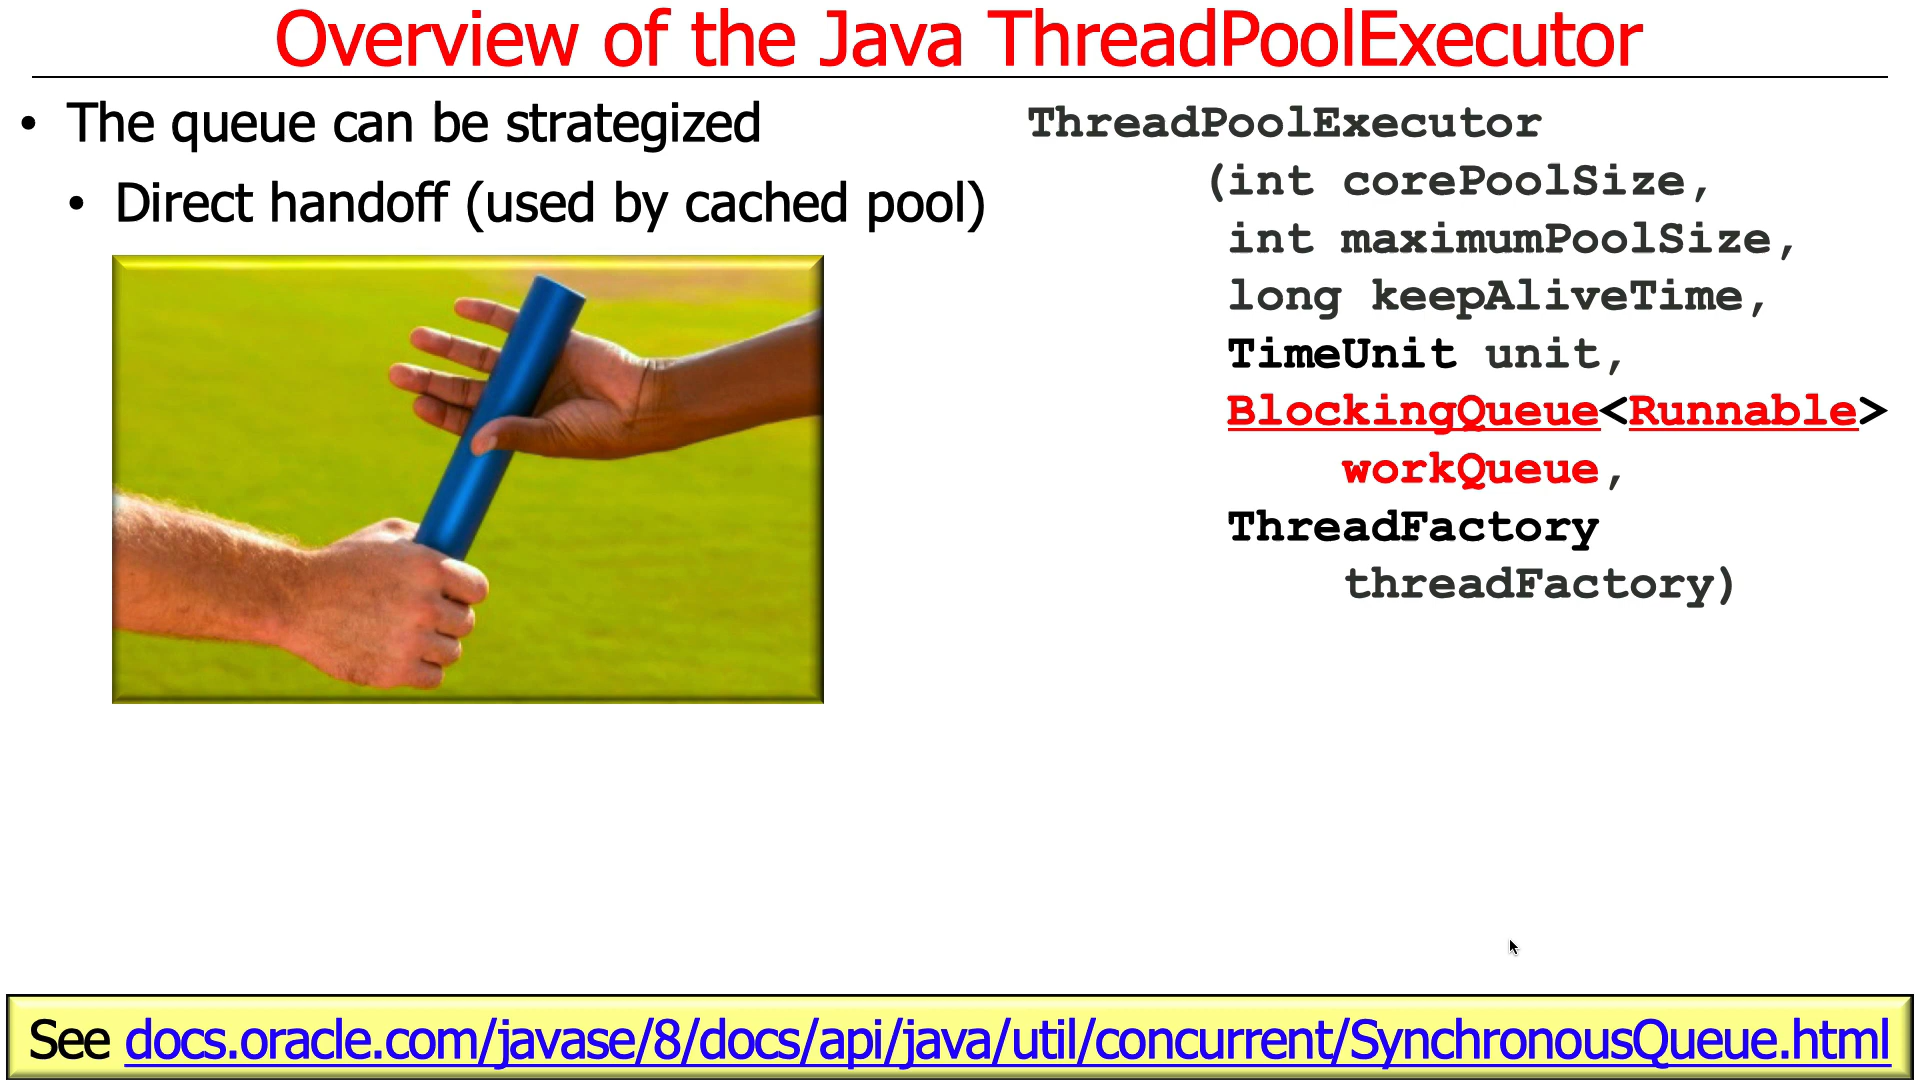 Overview of the Java ThreadPoolExecutor
• The queue can be strategized
• Direct handoff (used by cached pool)
ThreadPoolExecutor
(int corePoolSize,
int maximumPoolSize,
long keepAliveTime,
TimeUnit unit,
BlockingQueue<Runnable>
workQueue,
ThreadFactory
threadFactory)
See docs.oracle.com/javase/8/docs/api/java/util/concurrent/SynchronousQueue.html